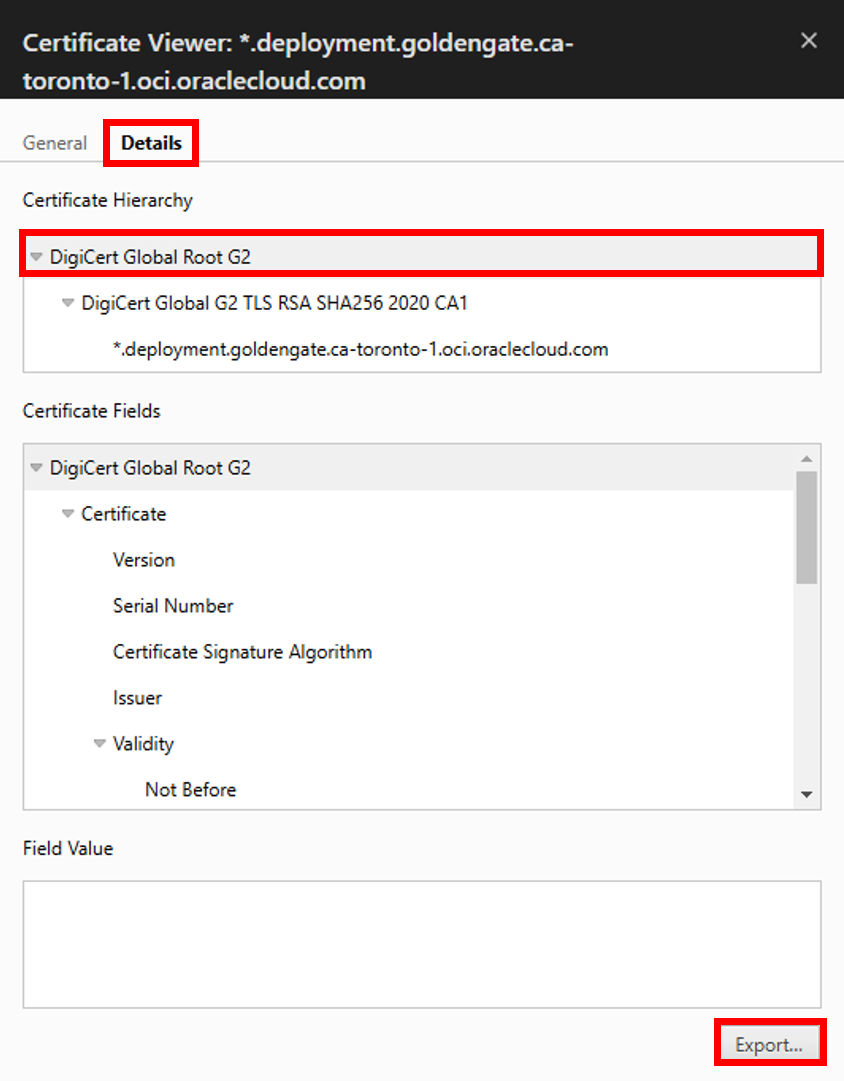 Certificate Viewer: *.deployment.goldengate.ca-
toronto-1.oci.oraclecloud.com
General
Details
Certificate Hierarchy
DigiCert Global Root G2
DigiCert Global G2 TLS RSA SHA256 2020 CA1
*.deployment.goldengate.ca-toronto-1.oci.oraclecloud.com
Certificate Fields
DigiCert Global Root G2
Certificate
Version
Serial Number
Certificate Signature Algorithm
Issuer
Validity
Not Before
Field Value
Export...